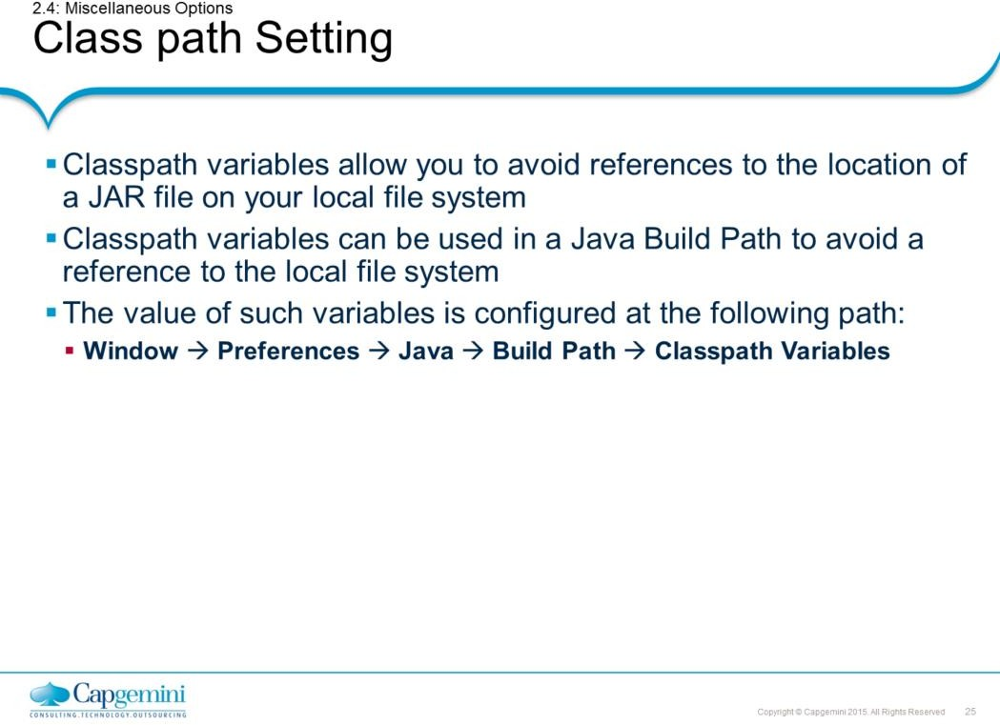 2.4: Miscellaneous Options
Class path Setting
▪ Classpath variables allow you to avoid references to the location of
a JAR file on your local file system
▪ Classpath variables can be used in a Java Build Path to avoid a
reference to the local file system
▪ The value of such variables is configured at the following path:
▪ Window → Preferences → Java → Build Path → Classpath Variables
Capgemini
CONSULTING.TECHNOLOGY.OUTSOURCING
Copyright © Capgemini 2015. All Rights Reserved 25